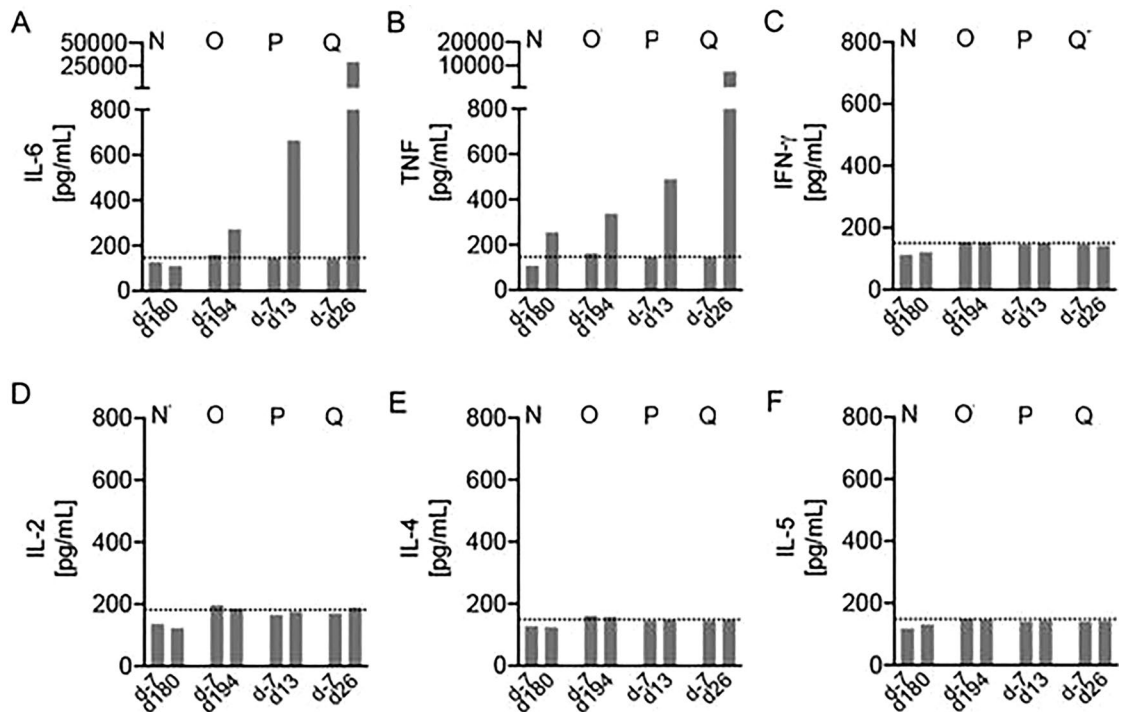 A
N O P Q
50000
25000
800
600
400
200
0
IL-6
[pg/mL]
d-7
d180
d-7
d194
d-7
d13
d-7
d26
B
N O P Q
20000
10000
800
600
400
200
0
TNF
[pg/mL]
d-7
d180
d-7
d194
d-7
d13
d-7
d26
C
N O P Q
800
600
400
200
0
IFN-γ
[pg/mL]
d-7
d180
d-7
d194
d-7
d13
d-7
d26
D
N O P Q
800
600
400
200
0
IL-2
[pg/mL]
d-7
d180
d-7
d194
d-7
d13
d-7
d26
E
N O P Q
800
600
400
200
0
IL-4
[pg/mL]
d-7
d180
d-7
d194
d-7
d13
d-7
d26
F
N O P Q
800
600
400
200
0
IL-5
[pg/mL]
d-7
d180
d-7
d194
d-7
d13
d-7
d26